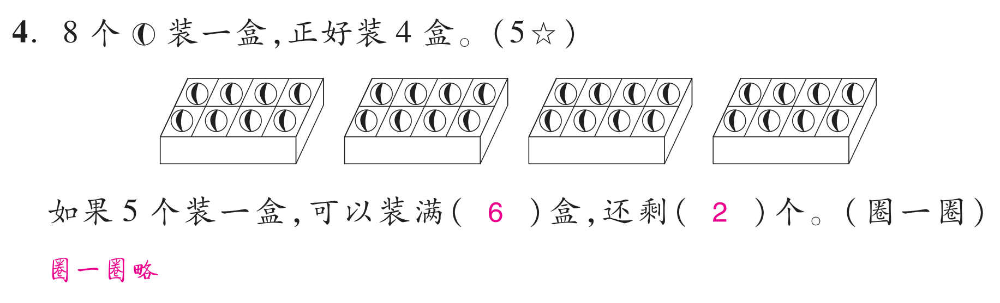 4. 8个装一盒,正好装4盒。(5☆)
如果5个装一盒,可以装满( 6 )盒,还剩( 2 )个。(圈一圈)
圈一圈略